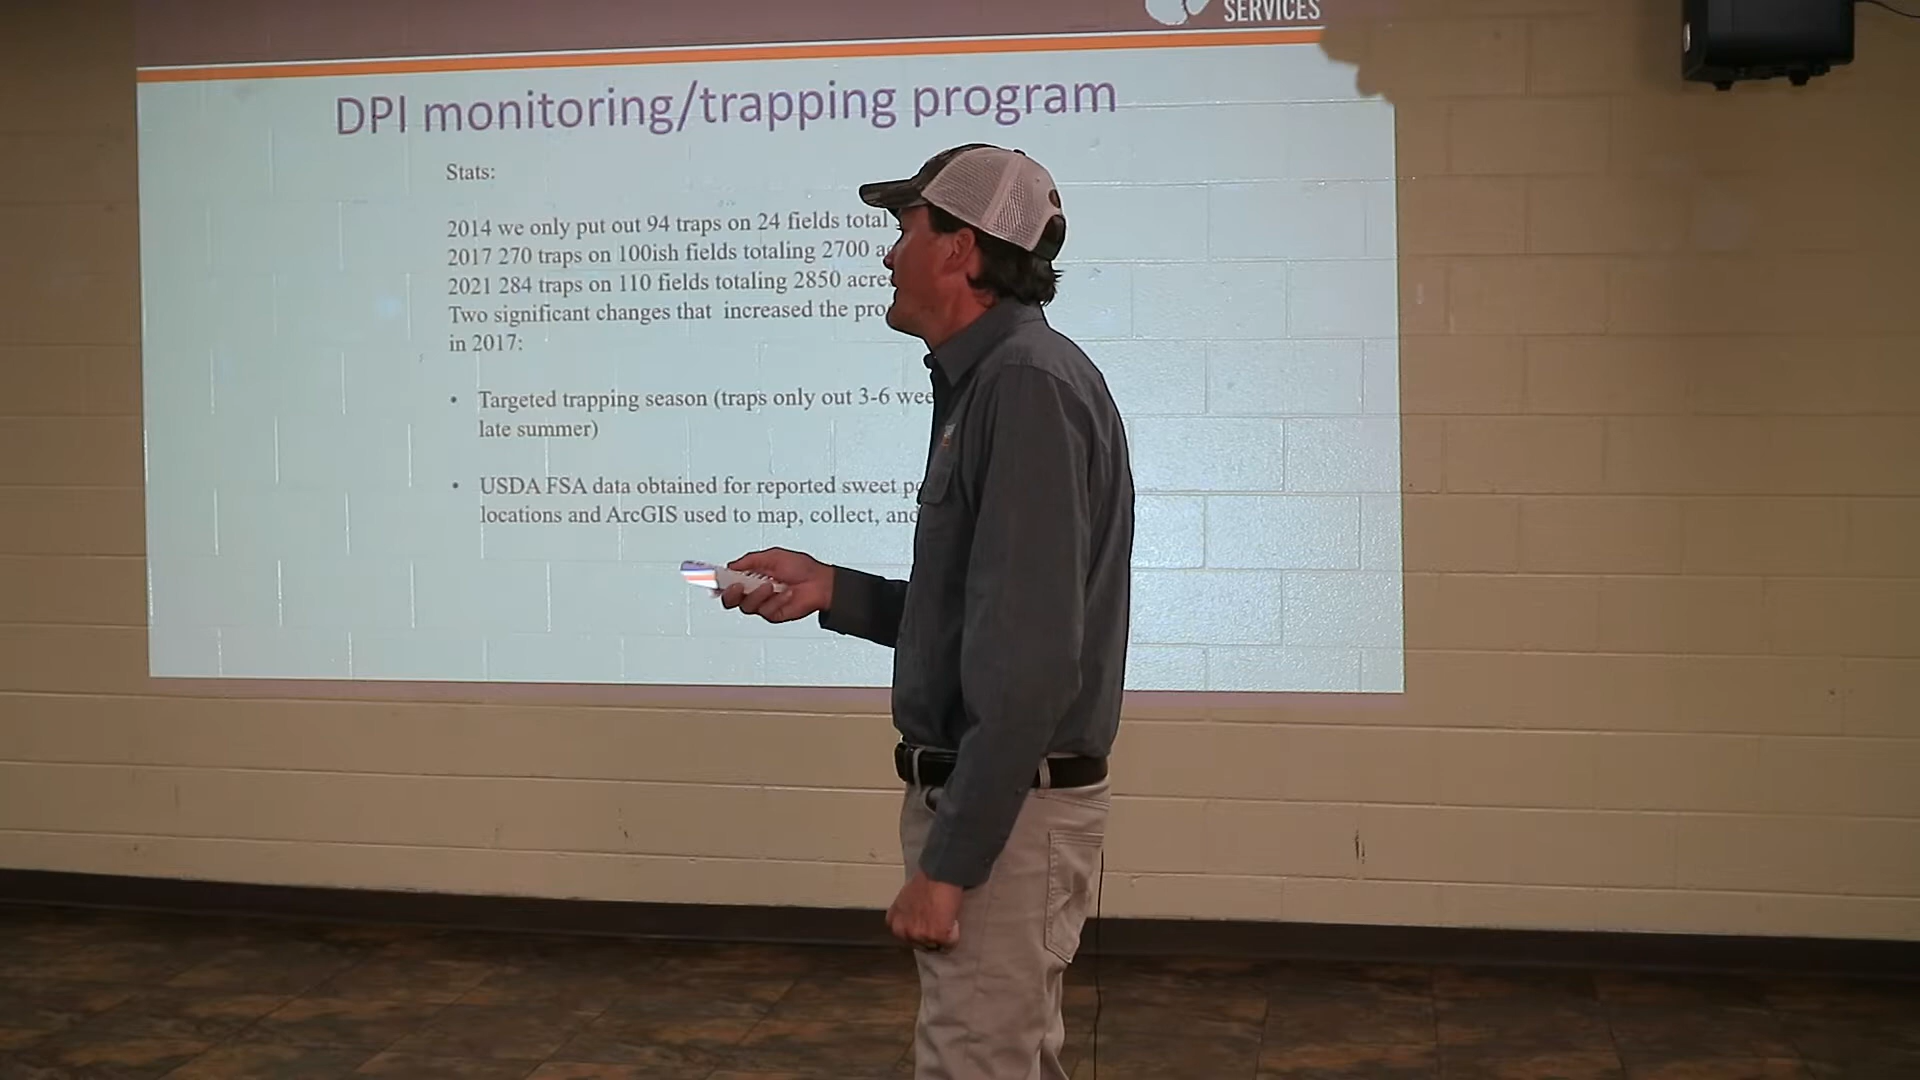 SERVICES
DPI monitoring/trapping program
Stats:
2014 we only put out 94 traps on 24 fields total
2017 270 traps on 100ish fields totaling 2700
2021 284 traps on 110 fields totaling 2850
Two significant changes that increased the
in 2017:
• Targeted trapping season (traps only out 3-6
late summer)
• USDA FSA data obtained for reported sweet
locations and ArcGIS used to map, collect, and